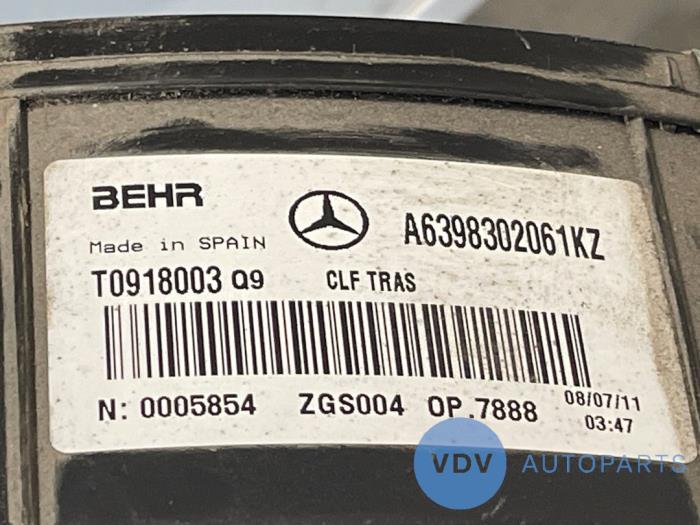 BEHR
A6398302061KZ
Made in SPAIN
T0918003 Q9 CLF TRAS
N: 0005854 ZGS004 OP.7888 08/07/11
03:47
VDV AUTOPARTS